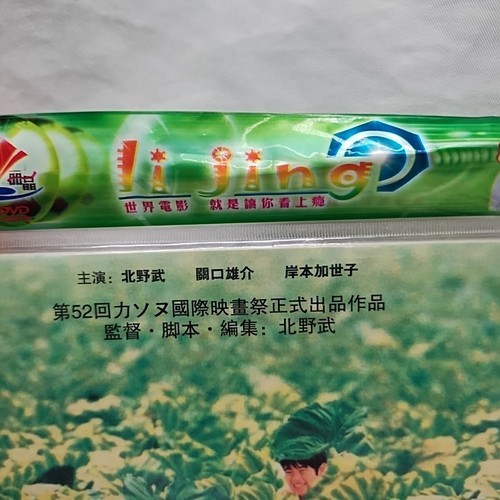 li jing
世界電影 就是讓你看上癮
主演: 北野武 關口雄介 岸本加世子
第52回カソヌ國際映畫祭正式出品作品
監督・脚本・編集: 北野武